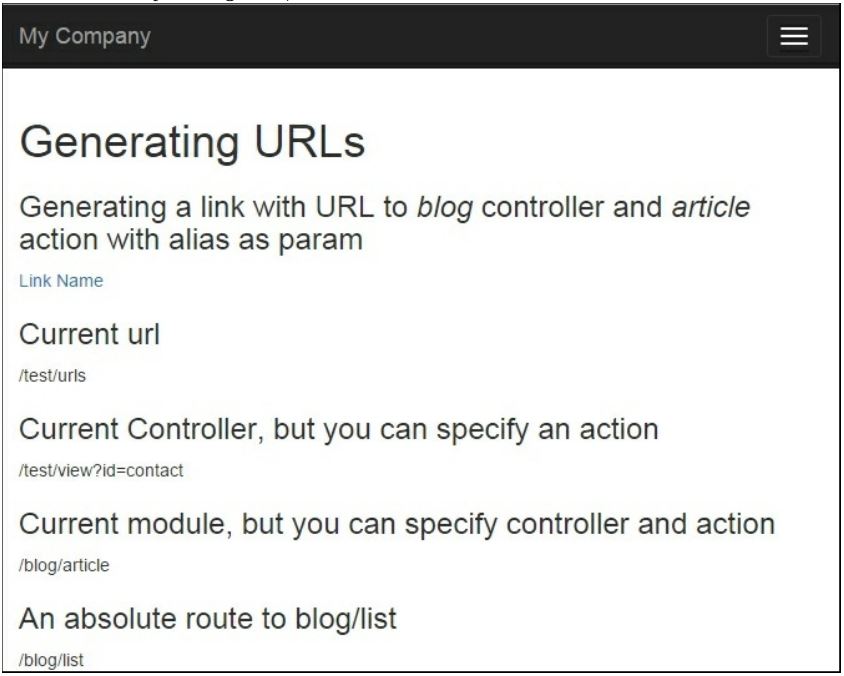 My Company
Generating URLs
Generating a link with URL to blog controller and article
action with alias as param
Link Name
Current url
/test/urls
Current Controller, but you can specify an action
/test/view?id=contact
Current module, but you can specify controller and action
/blog/article
An absolute route to blog/list
/blog/list